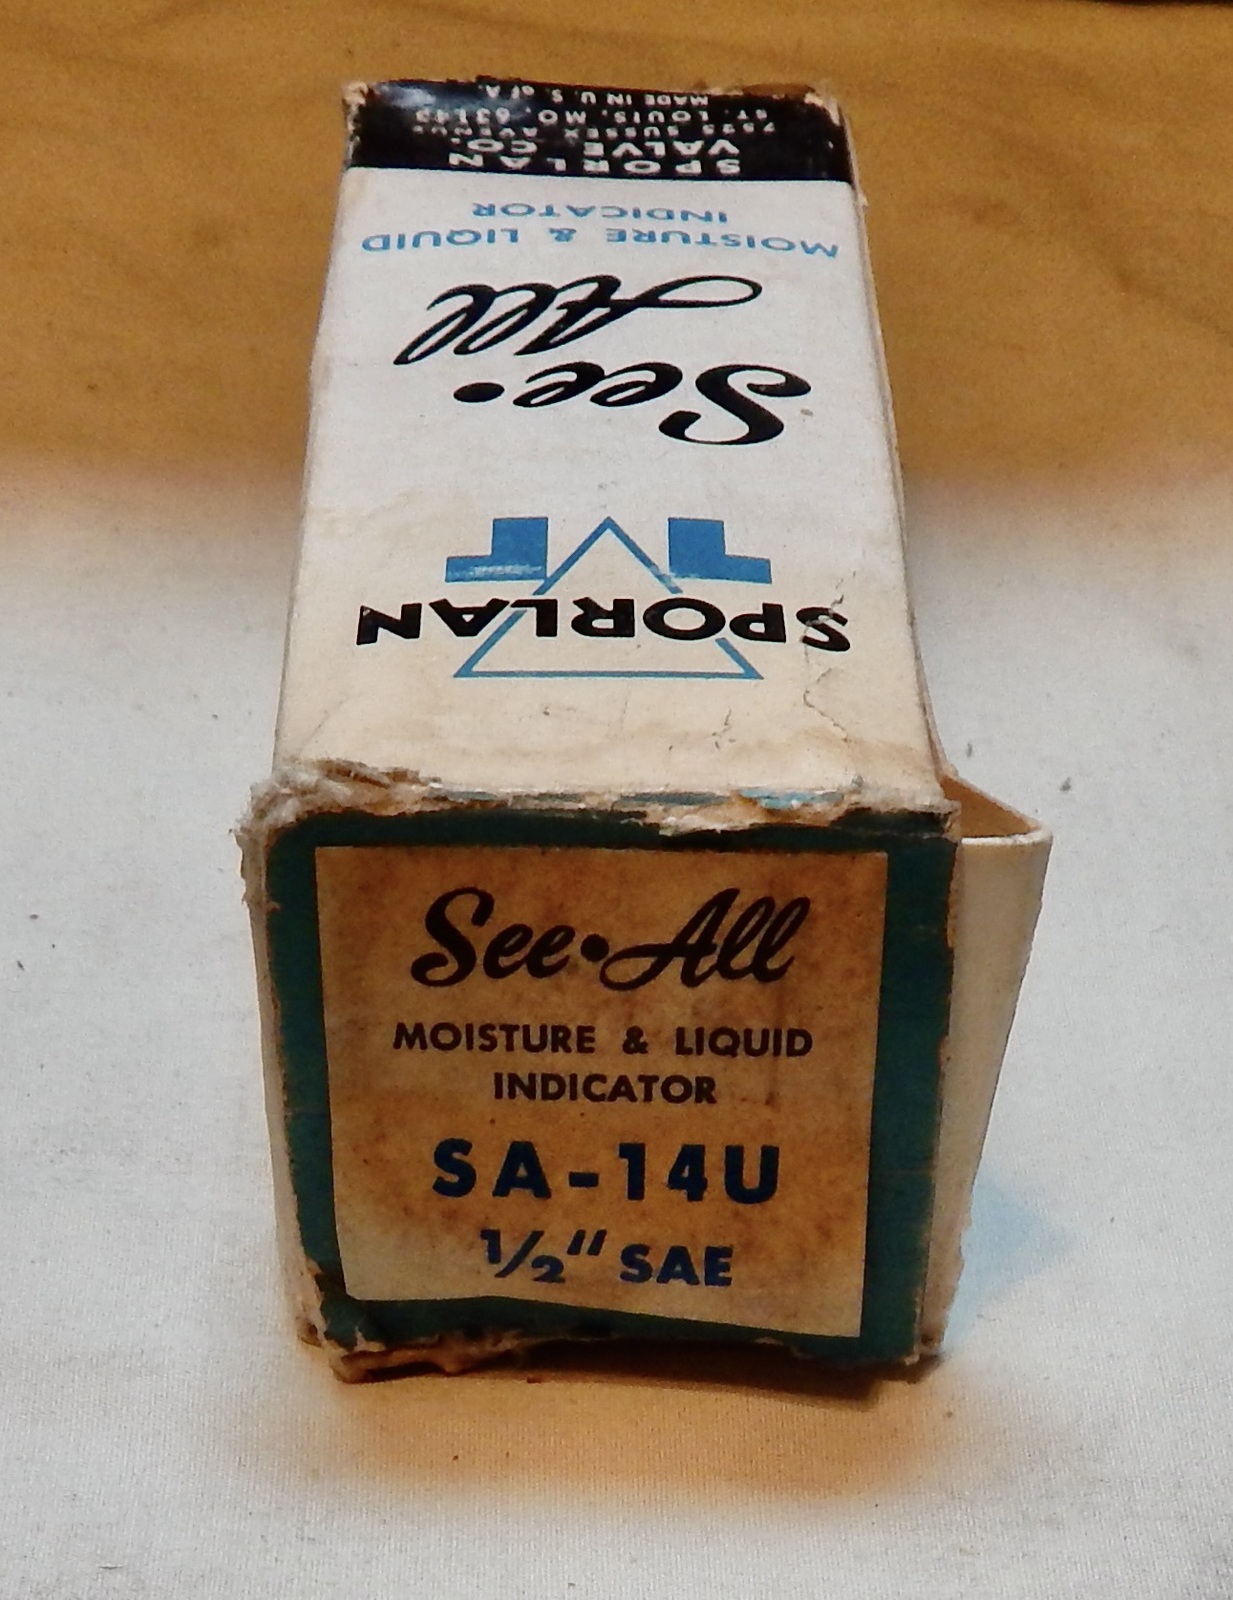 SPORLAN
See•
All
MOISTURE & LIQUID
INDICATOR
SPORLAN
VALVE CO.
7525 SUSSEX AVENUE
ST. LOUIS, MO. 63143
MADE IN U. S. of A.
See•All
MOISTURE & LIQUID
INDICATOR
SA-14U
1/2" SAE